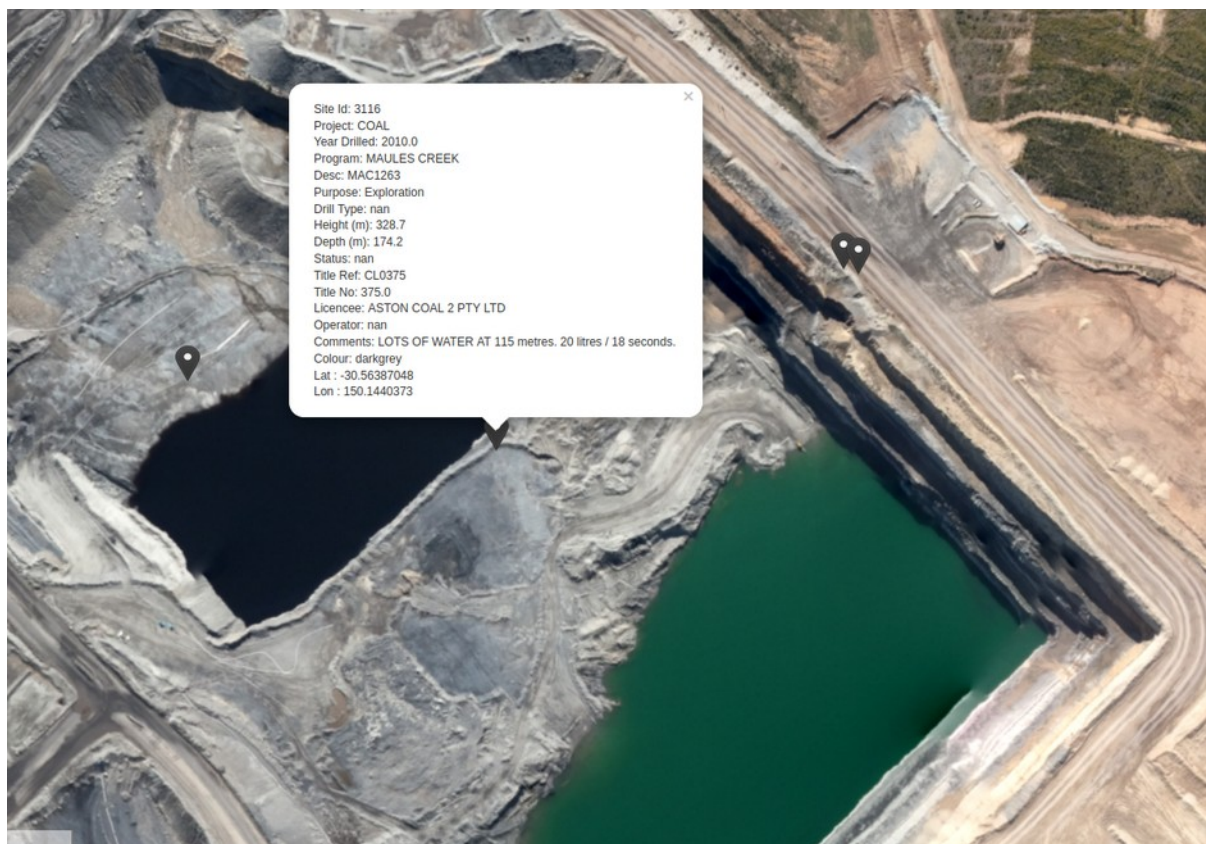 ×
Site Id: 3116
Project: COAL
Year Drilled: 2010.0
Program: MAULES CREEK
Desc: MAC1263
Purpose: Exploration
Drill Type: nan
Height (m): 328.7
Depth (m): 174.2
Status: nan
Title Ref: CL0375
Title No: 375.0
Licencee: ASTON COAL 2 PTY LTD
Operator: nan
Comments: LOTS OF WATER AT 115 metres. 20 litres / 18 seconds.
Colour: darkgrey
Lat : -30.56387048
Lon : 150.1440373